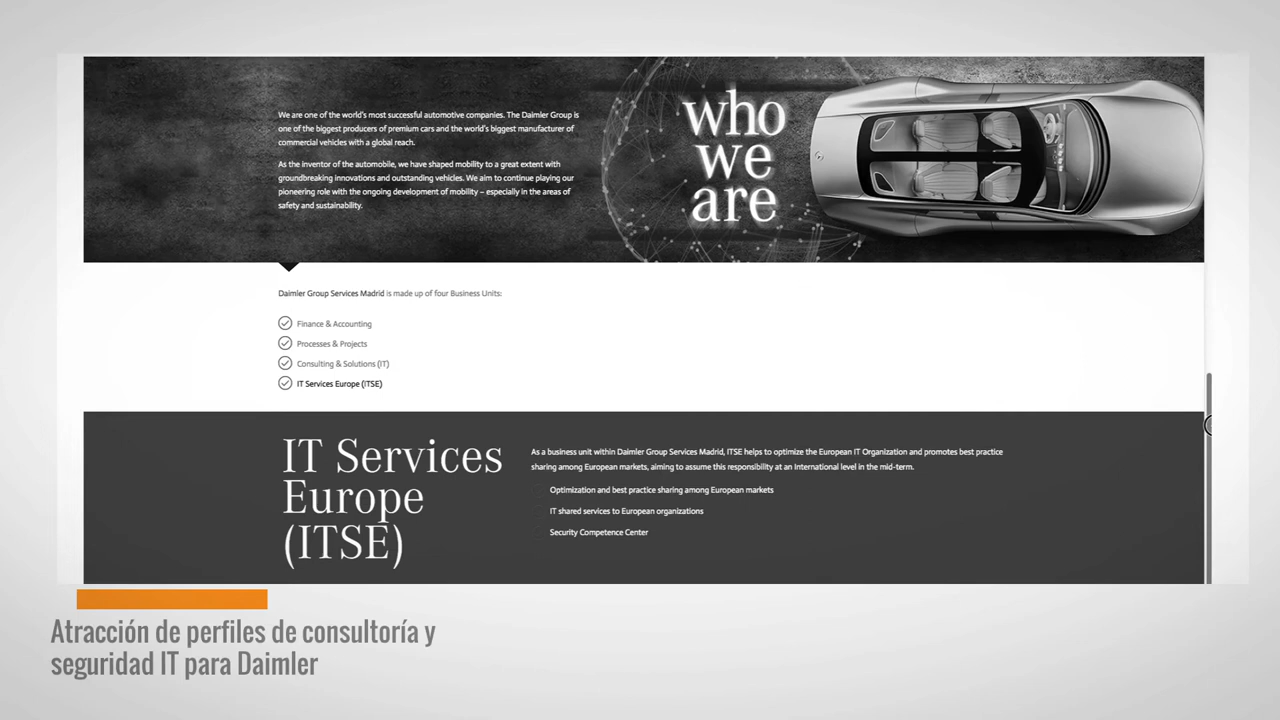 We are one of the world's most successful automotive companies. The Daimler Group is
one of the biggest producers of premium cars and the world's biggest manufacturer of
commercial vehicles with a global reach.
As the inventor of the automobile, we have shaped mobility to a great extent with
groundbreaking innovations and outstanding vehicles. We aim to continue playing our
pioneering role with the ongoing development of mobility – especially in the areas of
safety and sustainability.
who
we
are
Daimler Group Services Madrid is made up of four Business Units:
Finance & Accounting
Processes & Projects
Consulting & Solutions (IT)
IT Services Europe (ITSE)
IT Services
Europe
(ITSE)
As a business unit within Daimler Group Services Madrid, ITSE helps to optimize the European IT Organization and promotes best practice
sharing among European markets, aiming to assume this responsibility at an International level in the mid-term.
Optimization and best practice sharing among European markets
IT shared services to European organizations
Security Competence Center
Atracción de perfiles de consultoría y
seguridad IT para Daimler